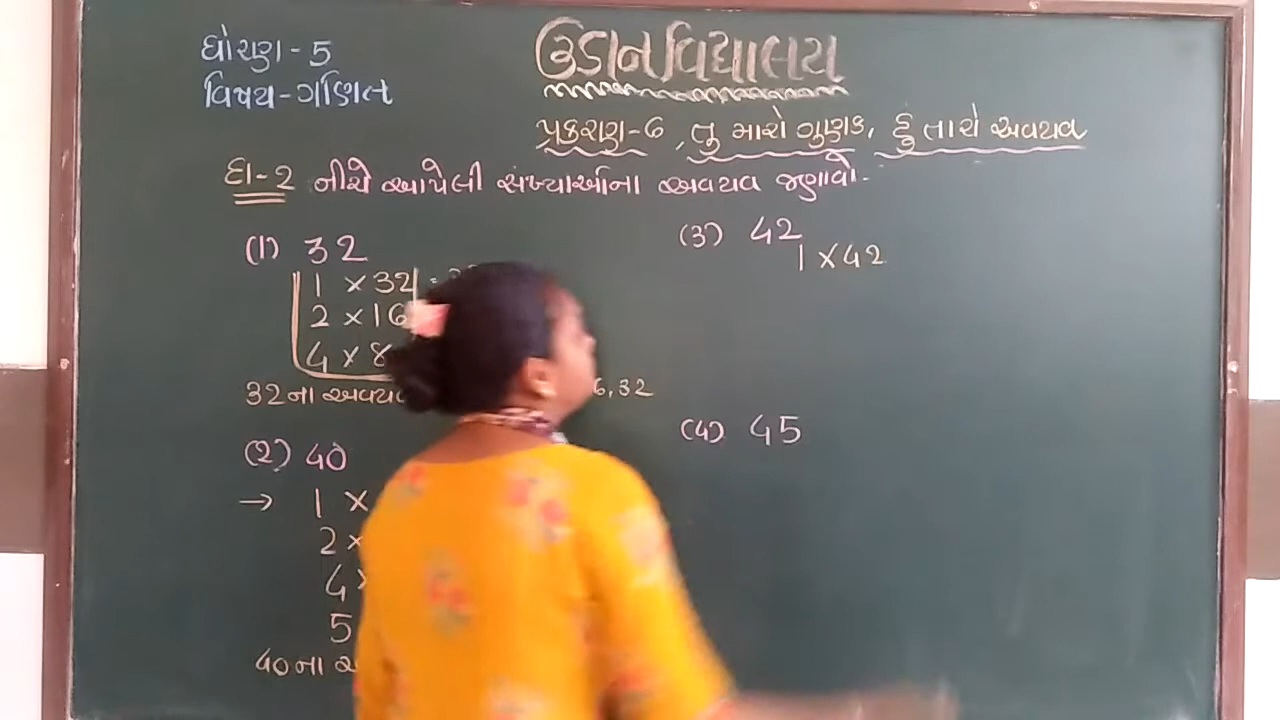 ધોરણ - 5
વિષય - ગણિત
ઉડાન વિદ્યાલય
પ્રકરણ-6 , તુ મારો ગુણક, હું તારો અવયવ
દા-2 નીચે આપેલી સંખ્યાઓના અવયવ જણાવો.
(1) 32
1 × 32 =
2 × 16
4 × 8
32ના અવયવ 6, 32
(2) 40
→ 1 ×
2 ×
4 ×
5
40ના અ
(3) 42
1 × 42
(4) 45